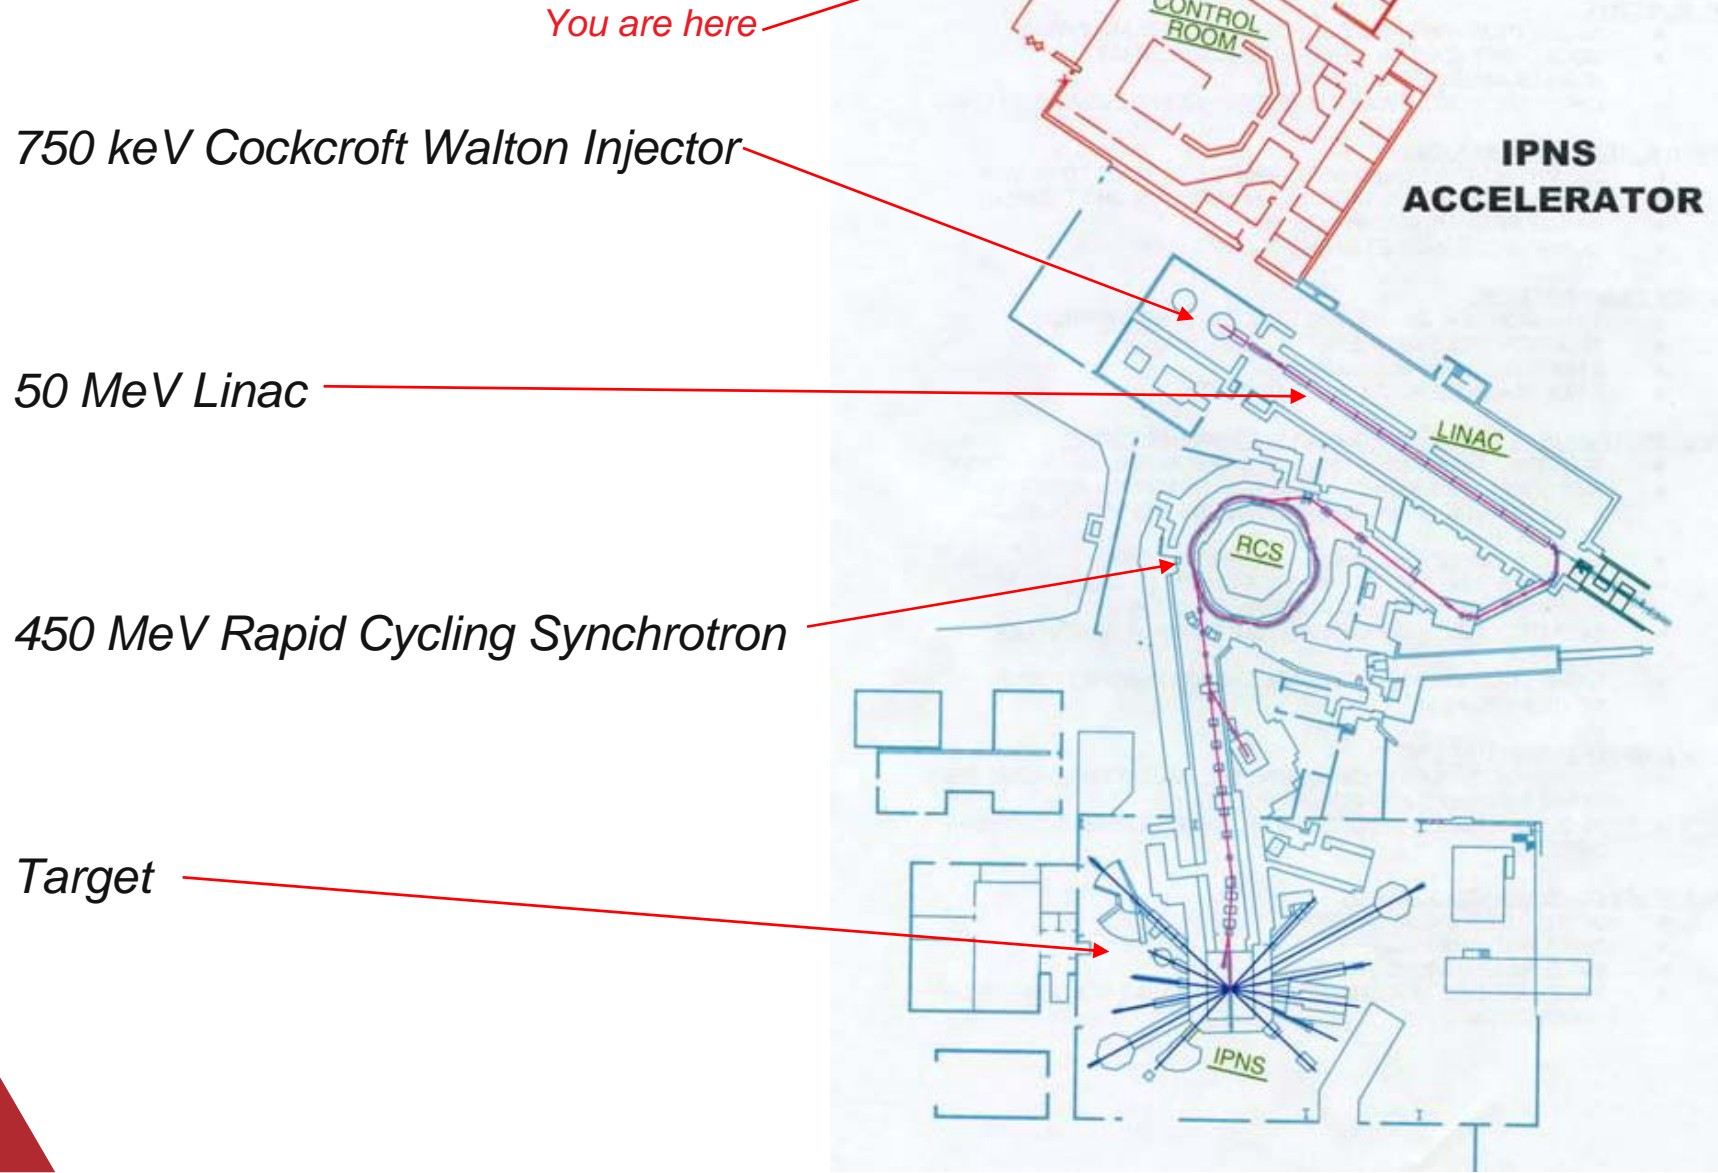 You are here
CONTROL
ROOM
750 keV Cockcroft Walton Injector
IPNS
ACCELERATOR
50 MeV Linac
LINAC
RCS
450 MeV Rapid Cycling Synchrotron
Target
IPNS